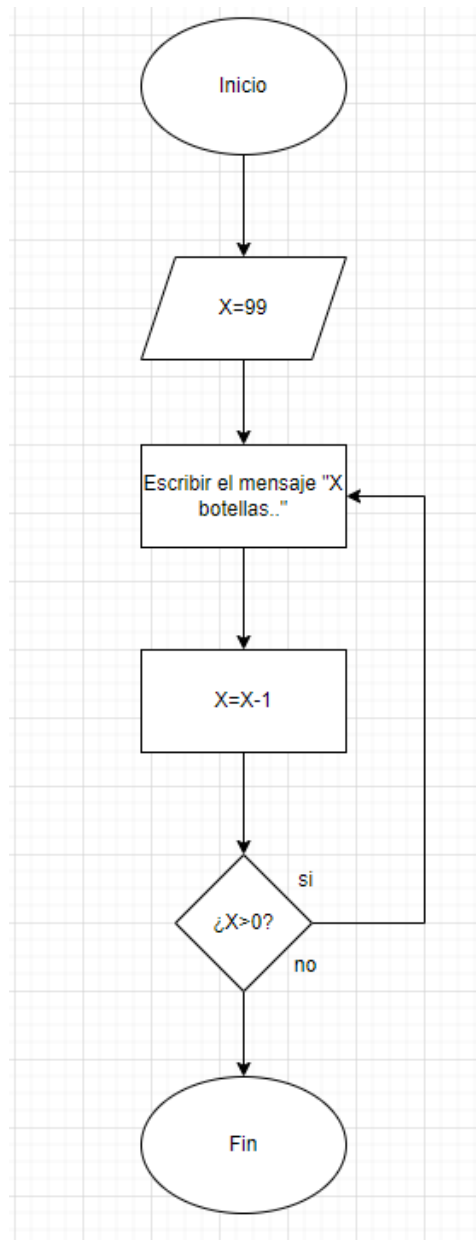 Inicio
X=99
Escribir el mensaje "X
botellas.."
X=X-1
si
¿X>0?
no
Fin